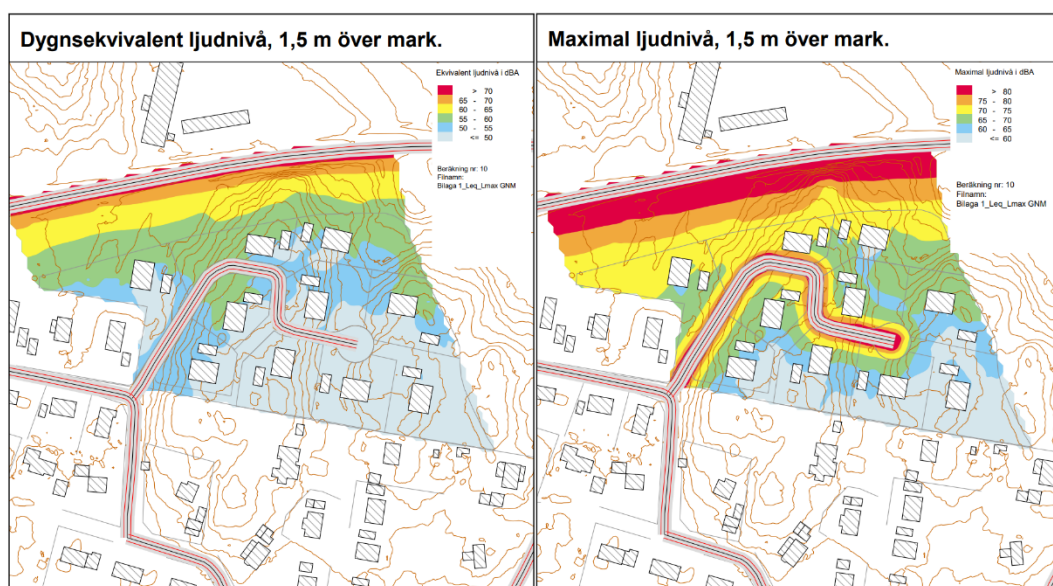 Dygnsekvivalent ljudnivå, 1,5 m över mark.
Ekvivalent ljudnivå i dBA
> 70
65 - 70
60 - 65
55 - 60
50 - 55
<= 50
Beräkning nr: 10
Filnamn:
Bilaga 1_Leq_Lmax GNM
Maximal ljudnivå, 1,5 m över mark.
Maximal ljudnivå i dBA
> 80
75 - 80
70 - 75
65 - 70
60 - 65
<= 60
Beräkning nr: 10
Filnamn:
Bilaga 1_Leq_Lmax GNM